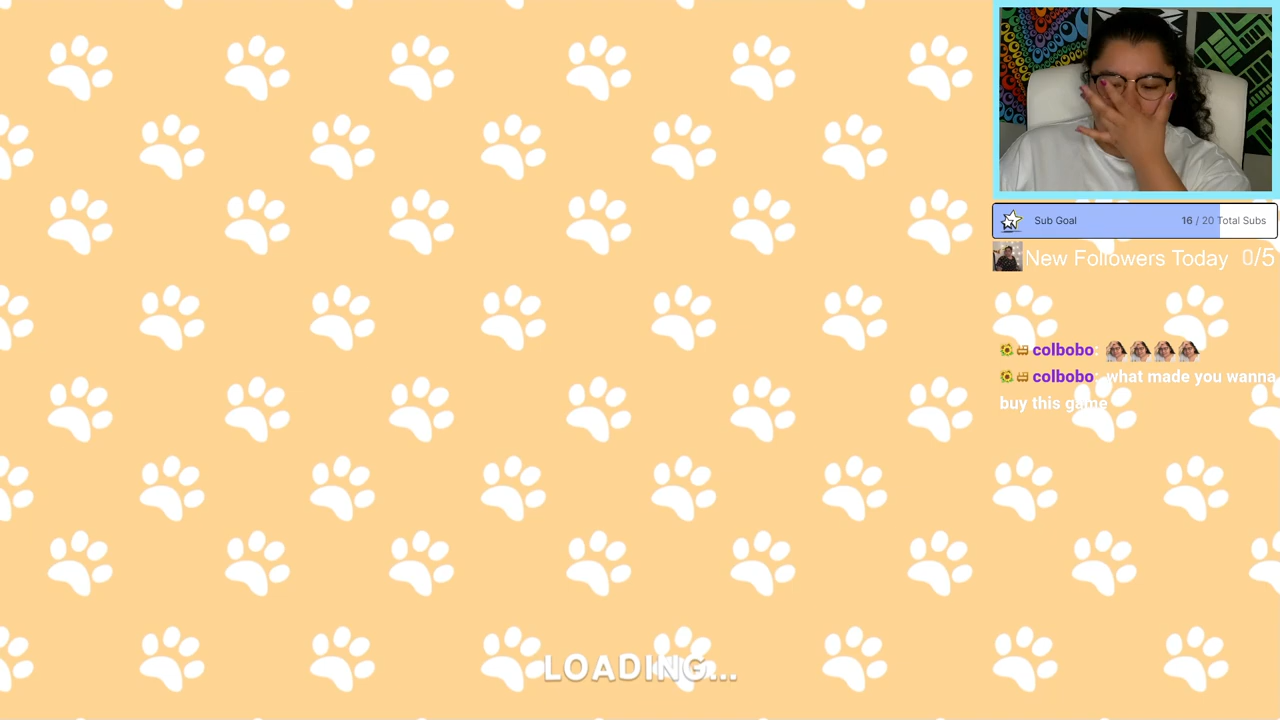 Sub Goal 16 / 20 Total Subs
New Followers Today 0/5
colbobo:
colbobo: what made you wanna
buy this game
LOADING...